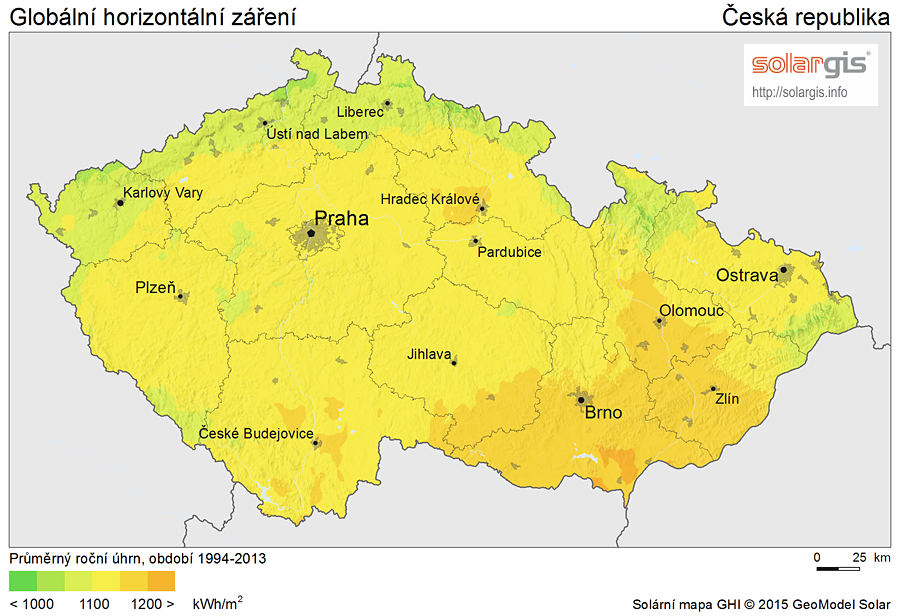 Globální horizontální záření
Česká republika
solargis®
http://solargis.info
Liberec
Ústí nad Labem
Karlovy Vary
Hradec Králové
Praha
Pardubice
Plzeň
Ostrava
Olomouc
Jihlava
Zlín
Brno
České Budejovice
Průměrný roční úhrn, období 1994-2013
0 25 km
< 1000 1100 1200 > kWh/m²
Solární mapa GHI © 2015 GeoModel Solar